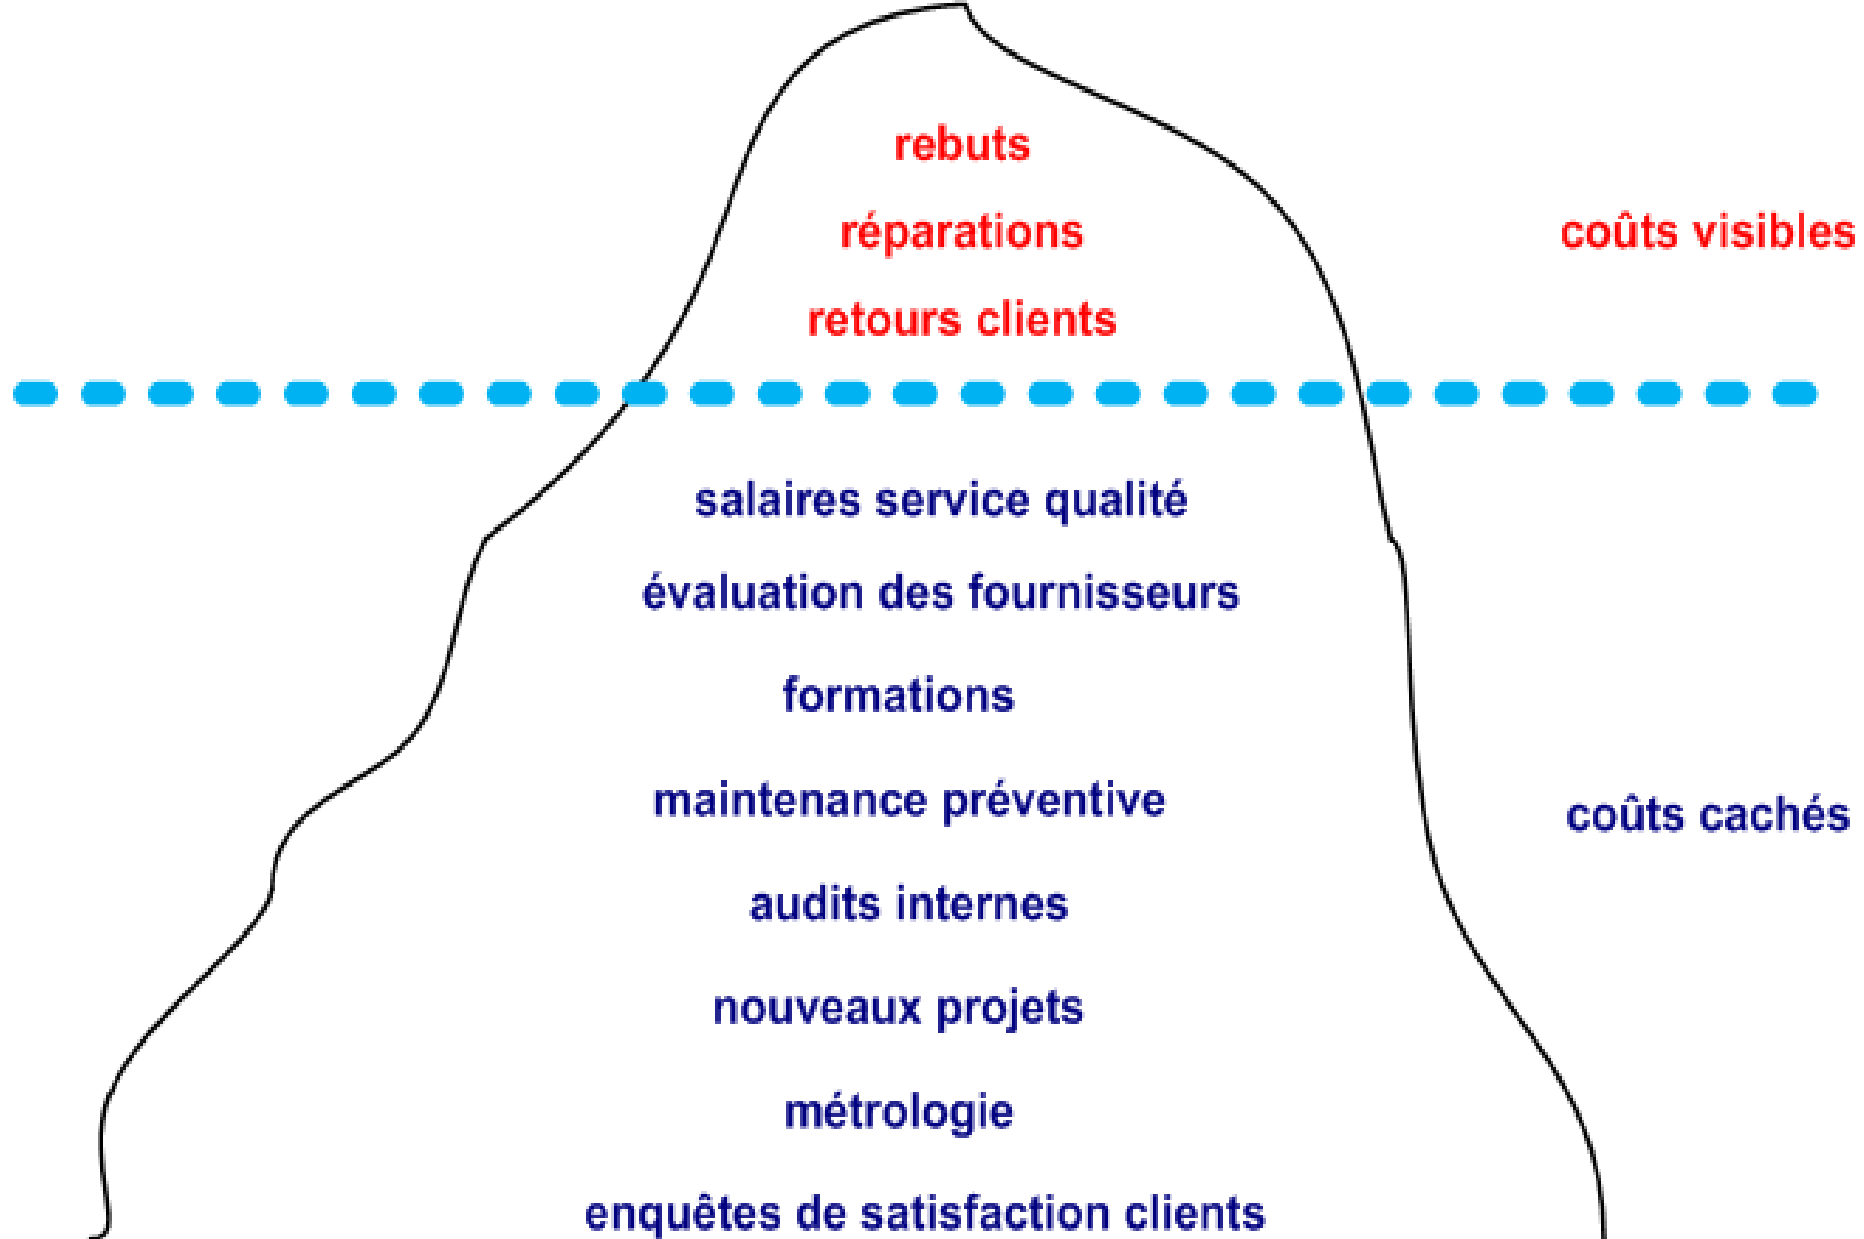 rebuts
réparations
coûts visibles
retours clients
salaires service qualité
évaluation des fournisseurs
formations
maintenance préventive
coûts cachés
audits internes
nouveaux projets
métrologie
enquêtes de satisfaction clients